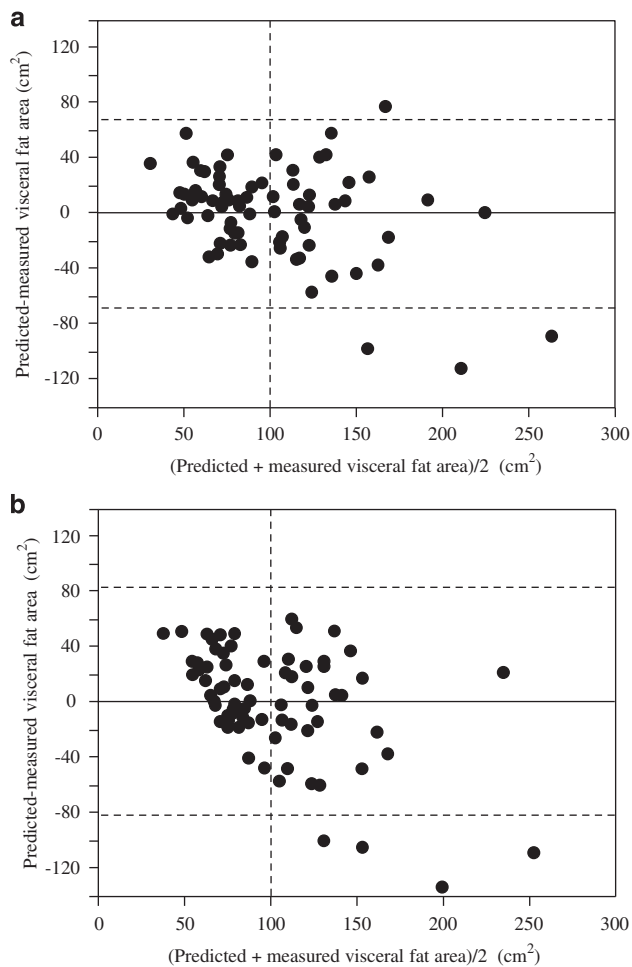 a
120
80
40
0
-40
-80
-120
Predicted-measured visceral fat area (cm²)
0 50 100 150 200 250 300
(Predicted + measured visceral fat area)/2 (cm²)
b
120
80
40
0
-40
-80
-120
Predicted-measured visceral fat area (cm²)
0 50 100 150 200 250 300
(Predicted + measured visceral fat area)/2 (cm²)